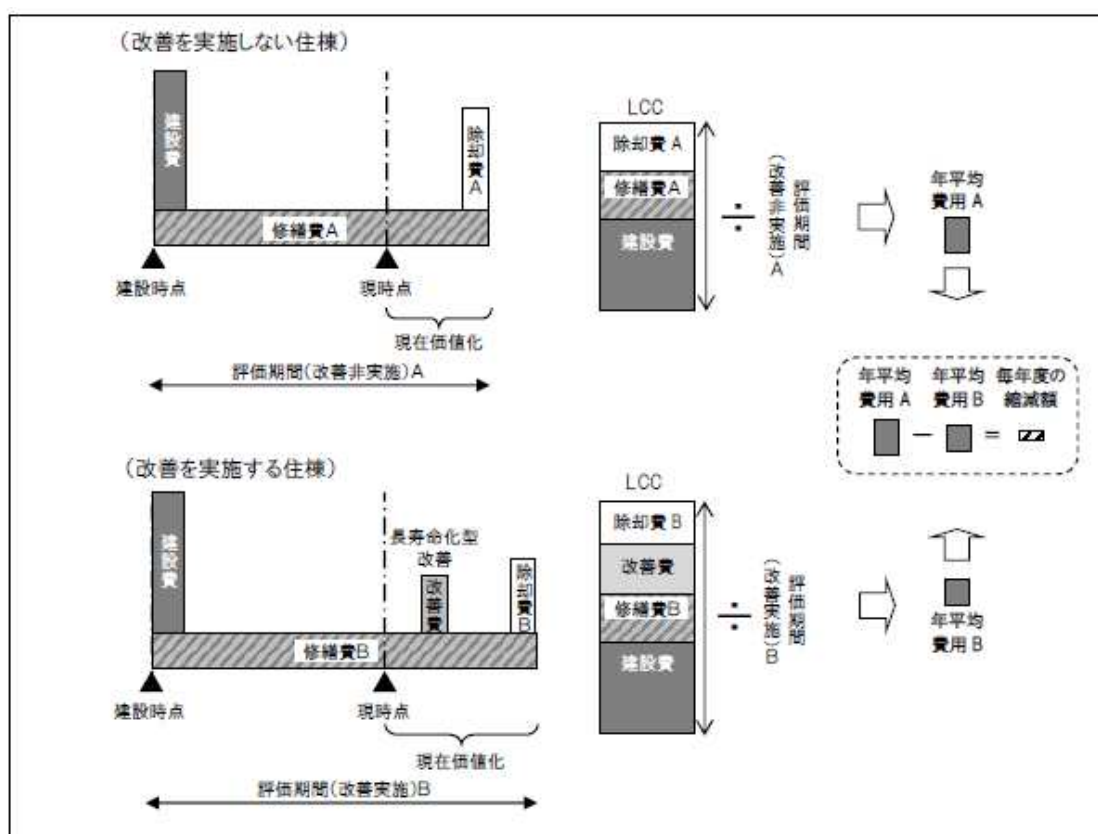 （改善を実施しない住棟）
建設費
除却費A
修繕費A
建設時点
現時点
現在価値化
評価期間（改善非実施）A
LCC
除却費A
修繕費A
建設費
÷
評価期間
（改善非実施）A
年平均
費用A
年平均
費用A
年平均
費用B
毎年度の
縮減額
－
＝
（改善を実施する住棟）
建設費
長寿命化型
改善
改善費
除却費B
修繕費B
建設時点
現時点
現在価値化
評価期間（改善実施）B
LCC
除却費B
改善費
修繕費B
建設費
÷
評価期間
（改善実施）B
年平均
費用B